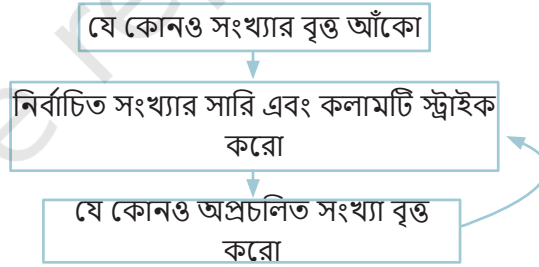 যে কোনও সংখ্যার বৃত্ত আঁকো
নির্বাচিত সংখ্যার সারি এবং কলামটি স্ট্রাইক
করো
যে কোনও অপ্রচলিত সংখ্যা বৃত্ত
করো